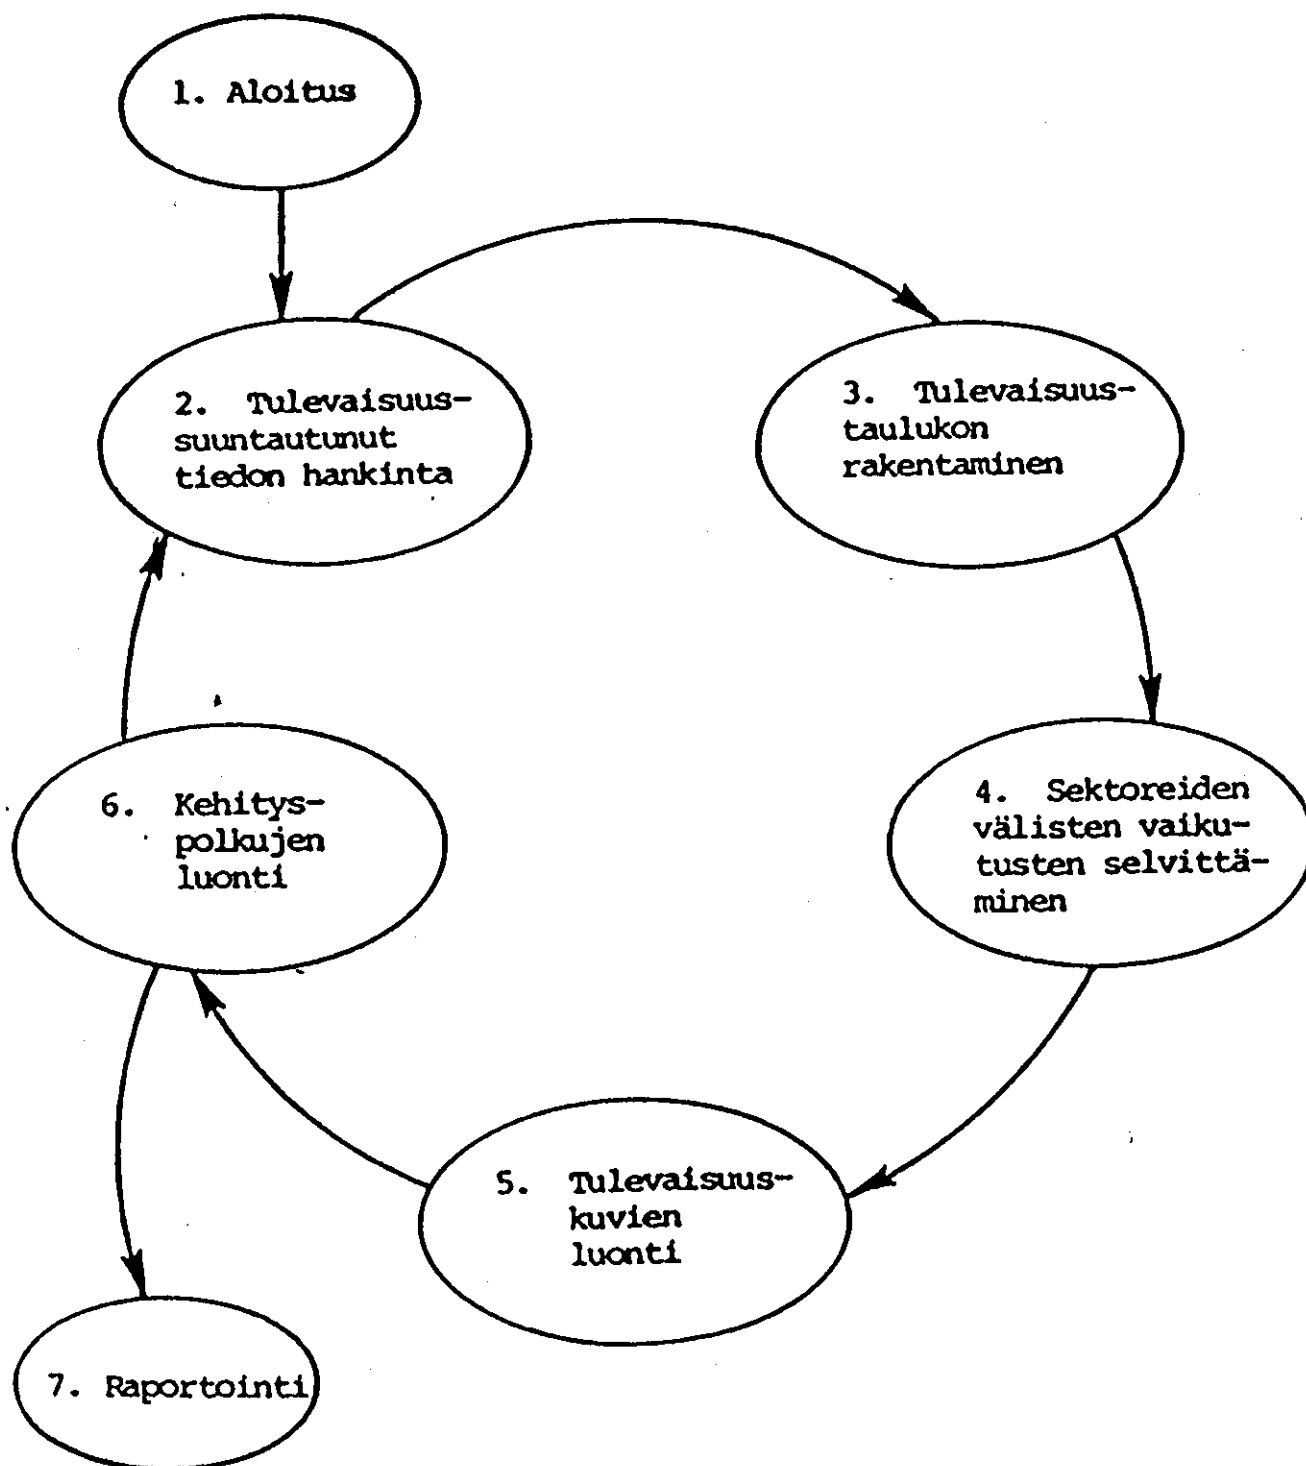 1. Aloitus
2. Tulevaisuus-
suuntautunut
tiedon hankinta
3. Tulevaisuus-
taulukon
rakentaminen
4. Sektoreiden
välisten vaiku-
tusten selvittä-
minen
5. Tulevaisuus-
kuvien
luonti
6. Kehitys-
polkujen
luonti
7. Raportointi